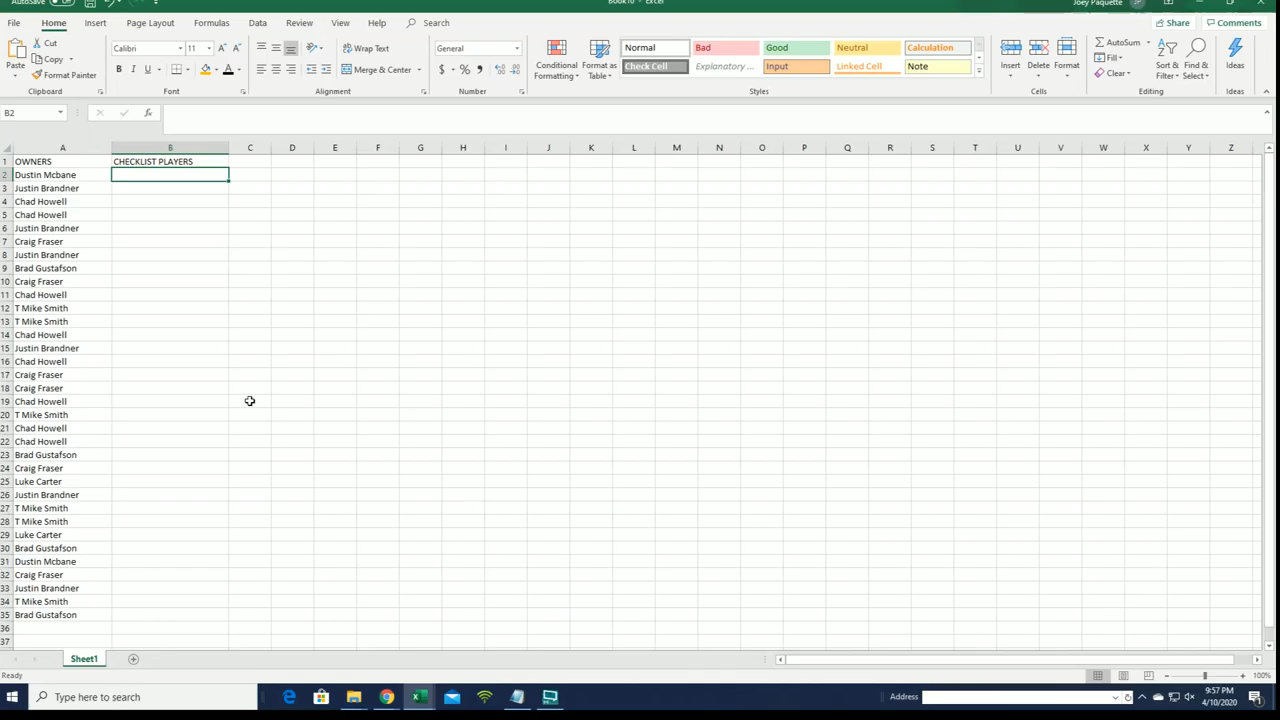 AutoSave Off Book10 - Excel Joey Paquette JP
File Home Insert Page Layout Formulas Data Review View Help Search Share Comments
Paste Cut Copy Format Painter Clipboard
Calibri 11 A A B I U A Font
Wrap Text Merge & Center Alignment
General $ % , Number
Conditional Formatting Format as Table
Normal Bad Good Neutral Calculation
Check Cell Explanatory ... Input Linked Cell Note
Styles
Insert Delete Format Cells
AutoSum Fill Clear Sort & Filter Find & Select Editing
Ideas Ideas
B2 fx
A B C D E F G H I J K L M N O P Q R S T U V W X Y Z
1 OWNERS CHECKLIST PLAYERS
2 Dustin Mcbane
3 Justin Brandner
4 Chad Howell
5 Chad Howell
6 Justin Brandner
7 Craig Fraser
8 Justin Brandner
9 Brad Gustafson
10 Craig Fraser
11 Chad Howell
12 T Mike Smith
13 T Mike Smith
14 Chad Howell
15 Justin Brandner
16 Chad Howell
17 Craig Fraser
18 Craig Fraser
19 Chad Howell
20 T Mike Smith
21 Chad Howell
22 Chad Howell
23 Brad Gustafson
24 Craig Fraser
25 Luke Carter
26 Justin Brandner
27 T Mike Smith
28 T Mike Smith
29 Luke Carter
30 Brad Gustafson
31 Dustin Mcbane
32 Craig Fraser
33 Justin Brandner
34 T Mike Smith
35 Brad Gustafson
36
37
Sheet1
Ready 100%
Type here to search Address 9:57 PM
4/10/2020